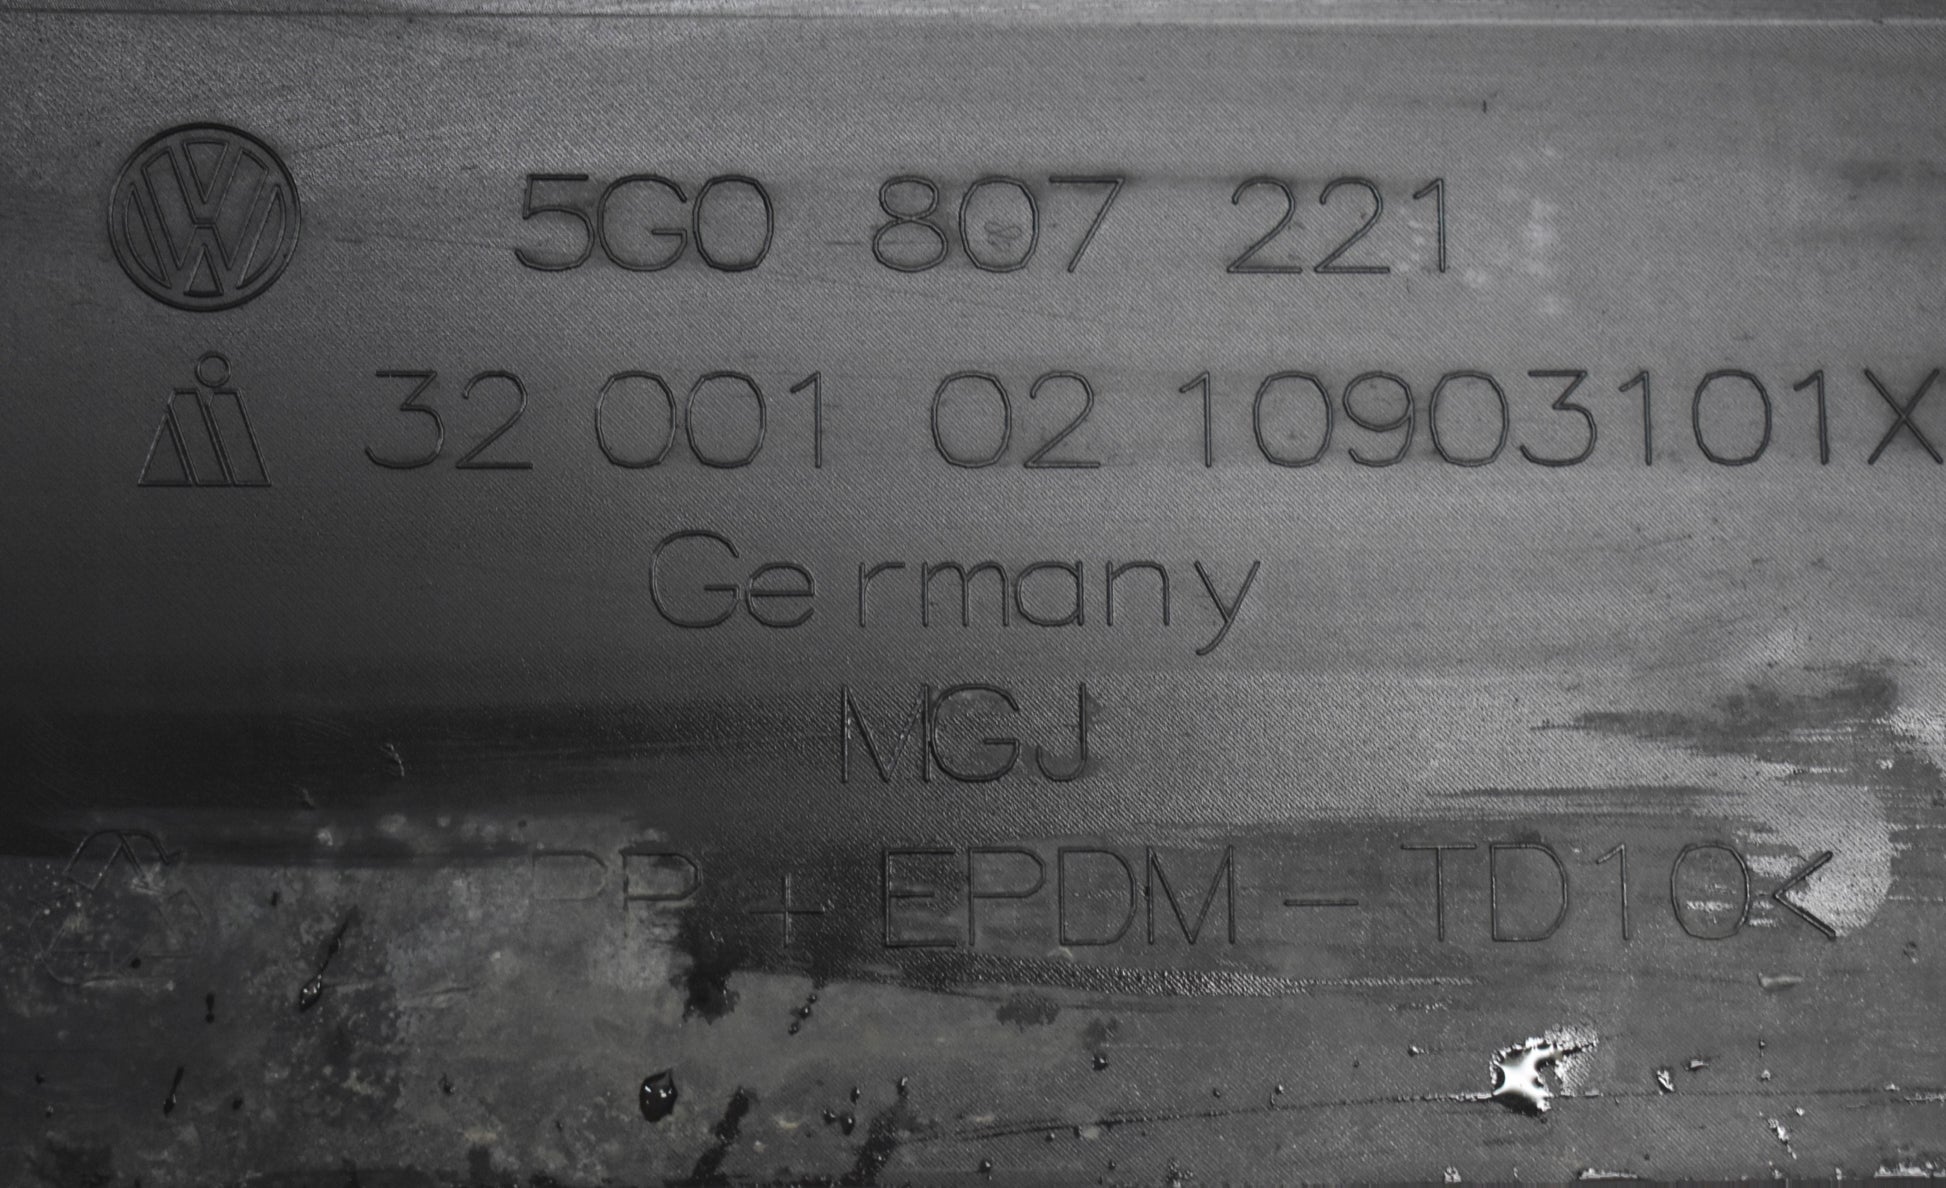 5G0 807 221
32 001 02 10903101X
Germany
MGJ
PP + EPDM - TD10<